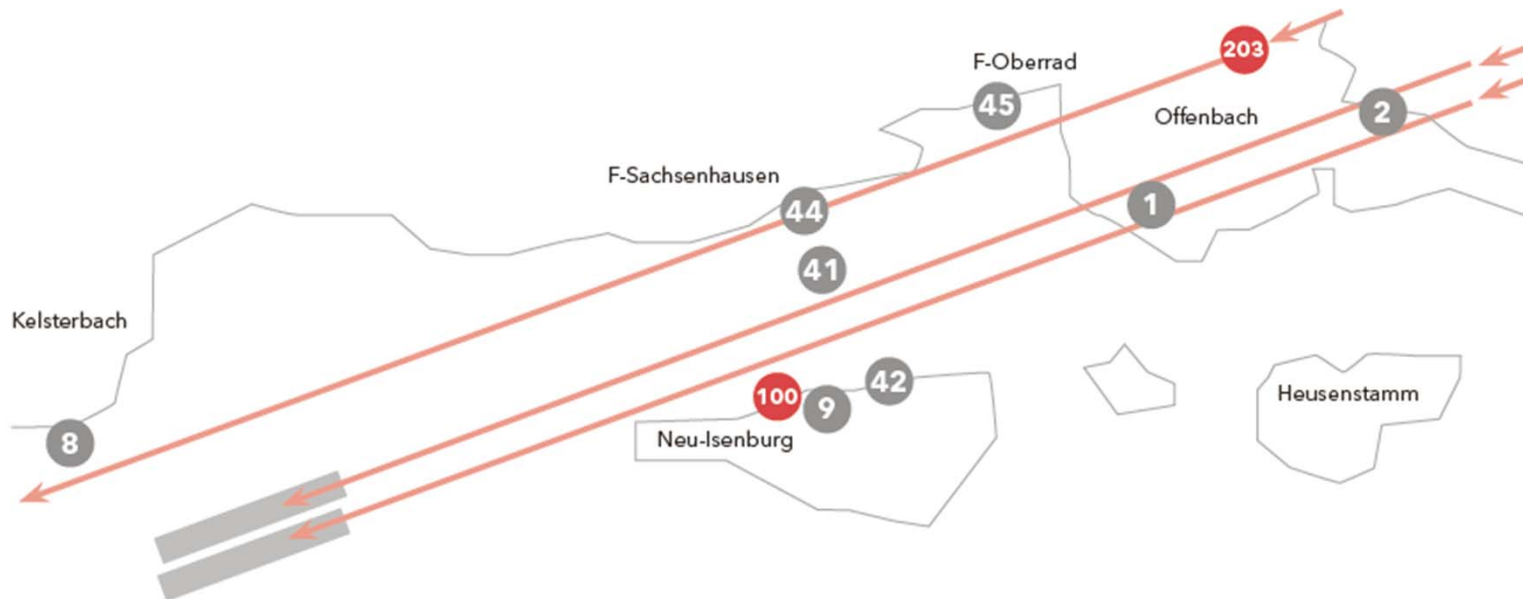 203
F-Oberrad
45
2
Offenbach
F-Sachsenhausen
44
1
41
Kelsterbach
42
100
9
Heusenstamm
8
Neu-Isenburg